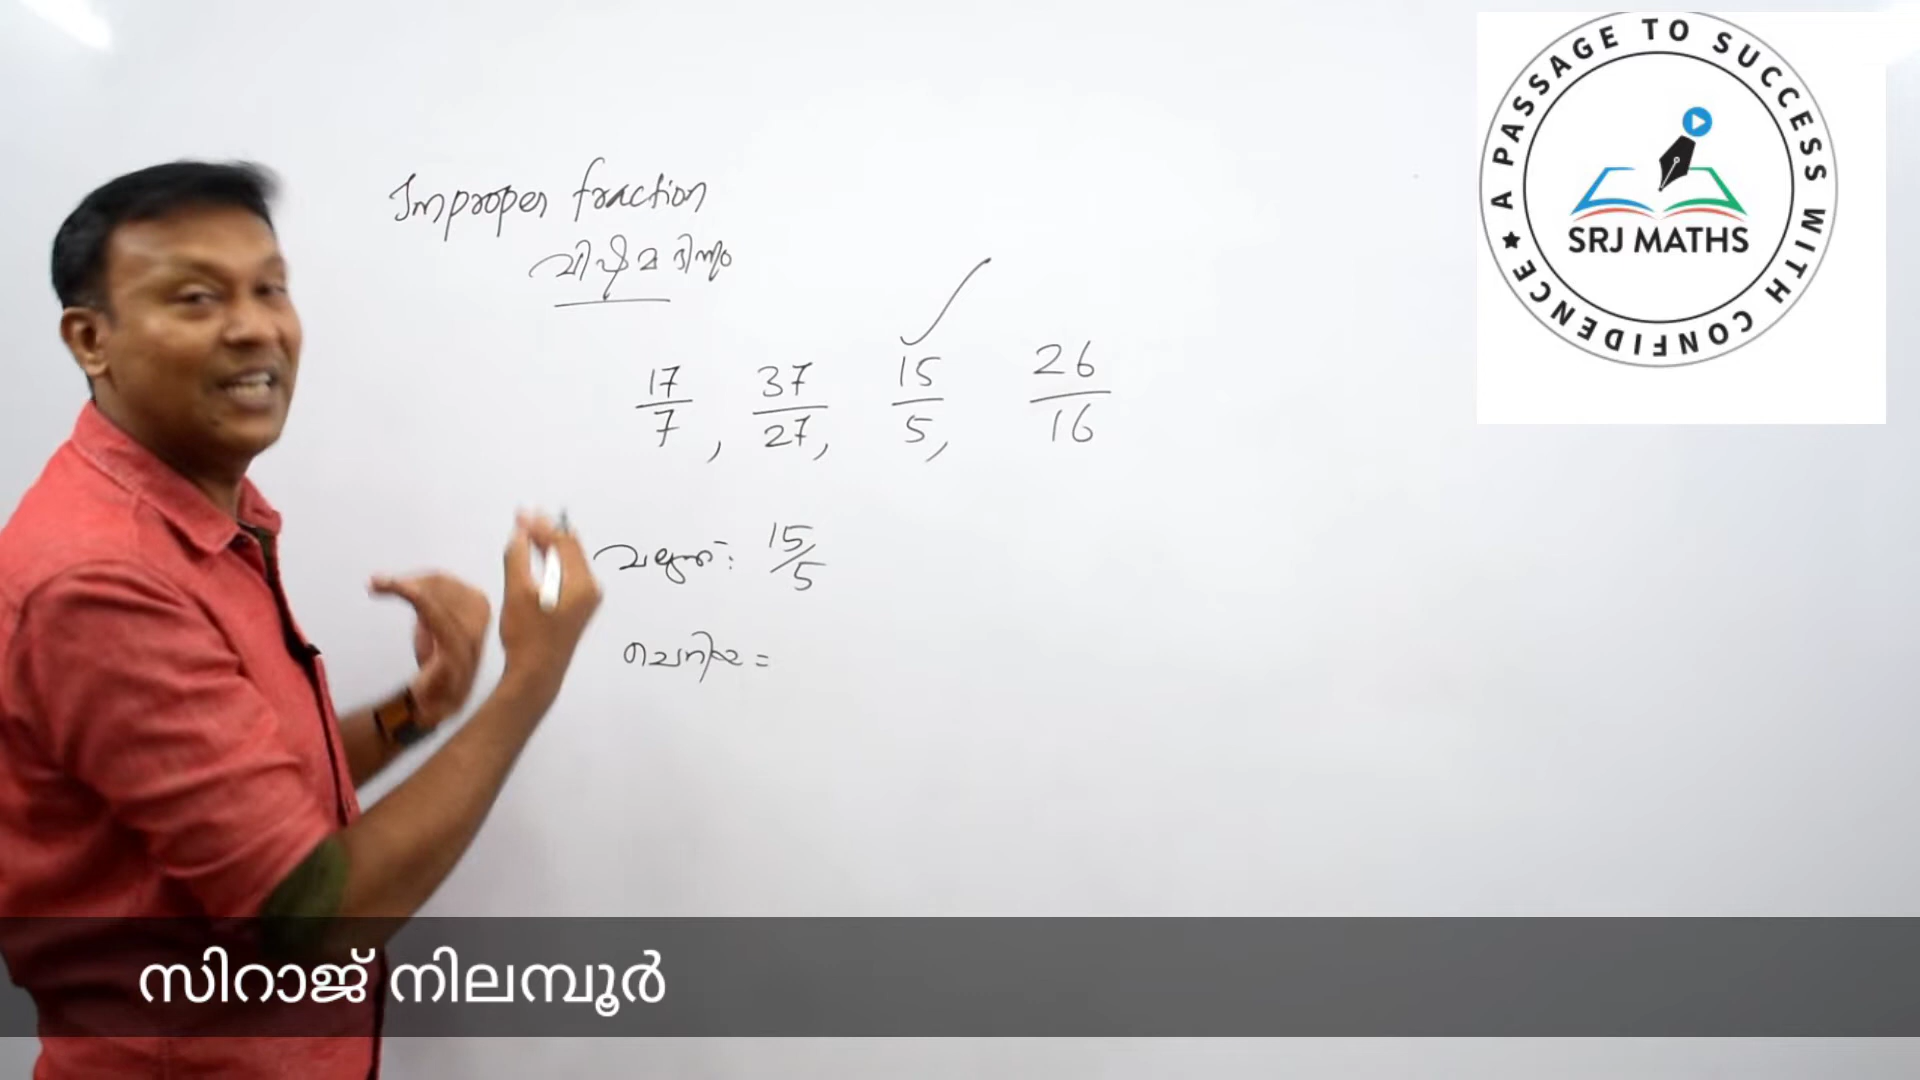 Improper fraction
വിഷമ ഭിന്നം
17/7, 37/27, 15/5, 26/16
വലുത് : 15/5
ചെറിയ =
A PASSAGE TO SUCCESS WITH CONFIDENCE ★
SRJ MATHS
സിറാജ് നിലമ്പൂർ